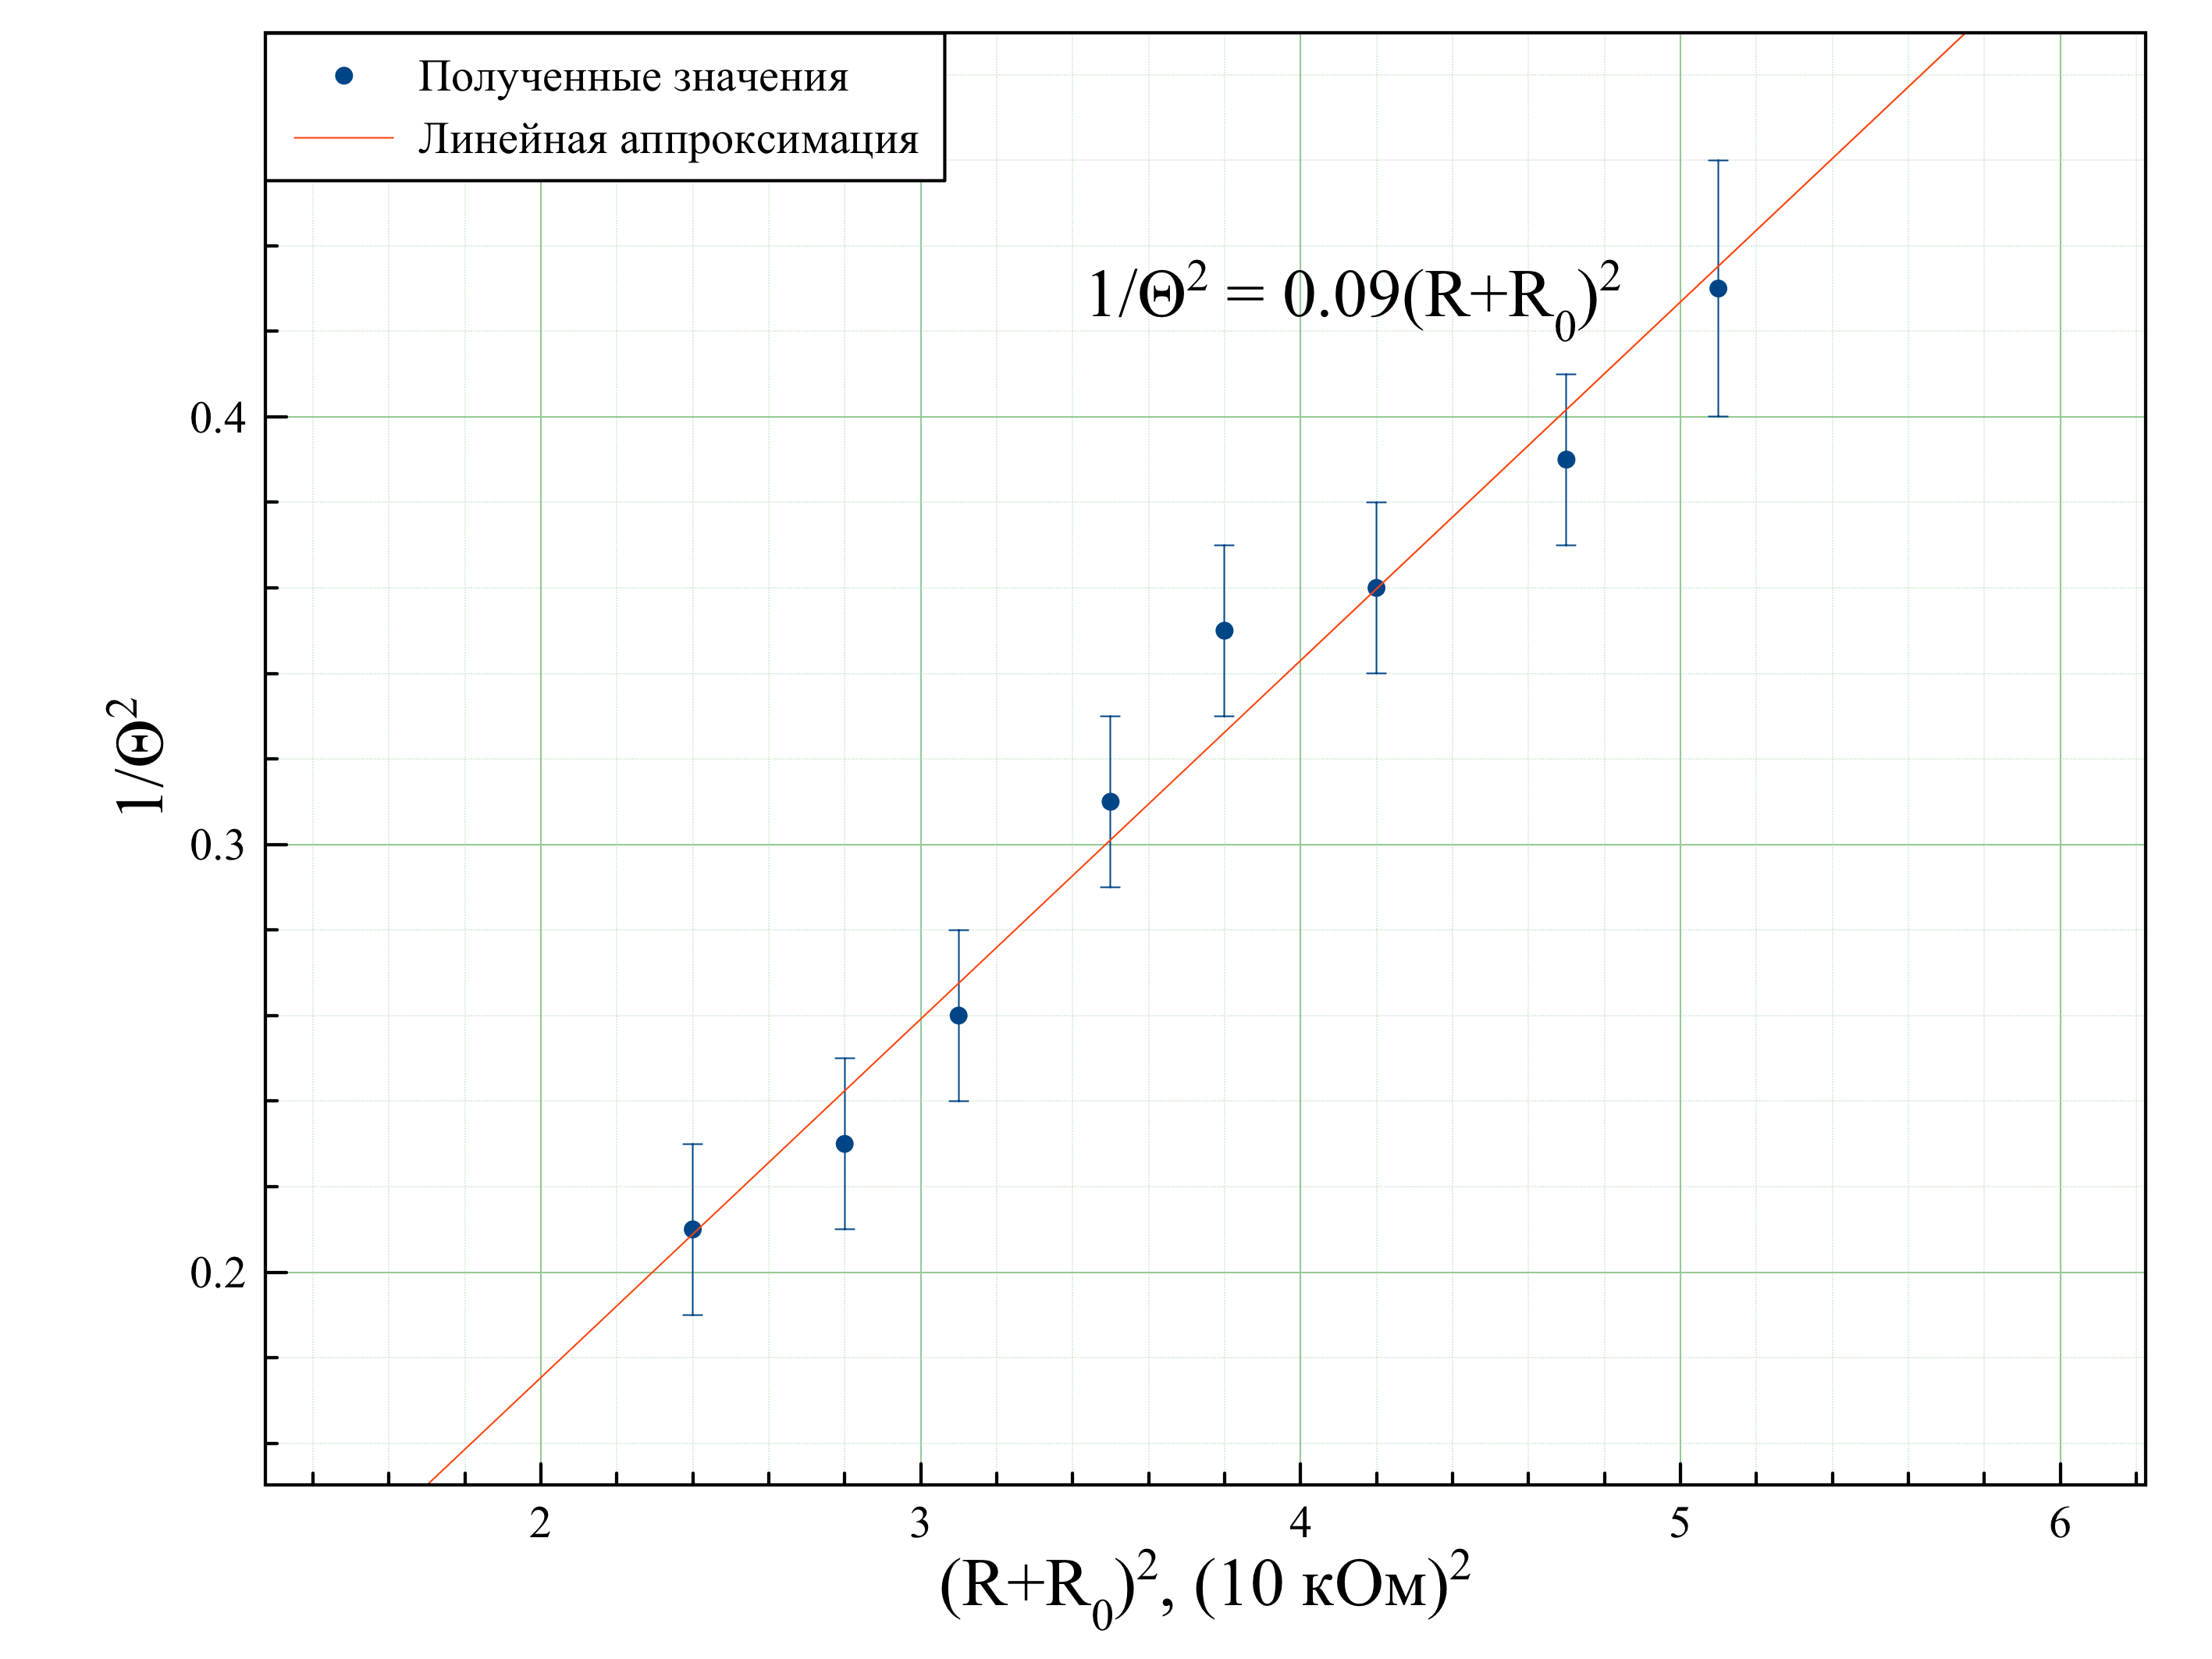 Полученные значения
Линейная аппроксимация
1/Θ² = 0.09(R+R₀)²
0.4
0.3
0.2
1/Θ²
2 3 4 5 6
(R+R₀)², (10 кОм)²